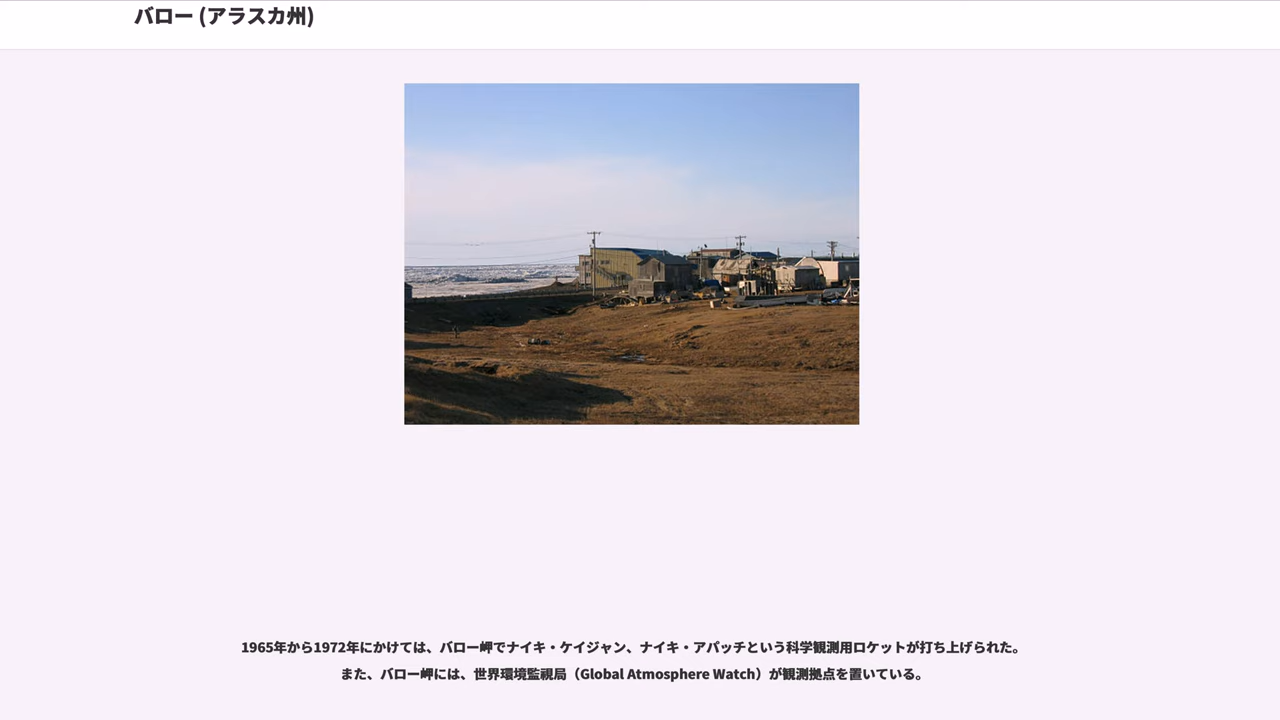 バロー (アラスカ州)
1965年から1972年にかけては、バロー岬でナイキ・ケイジャン、ナイキ・アパッチという科学観測用ロケットが打ち上げられた。
また、バロー岬には、世界環境監視局（Global Atmosphere Watch）が観測拠点を置いている。